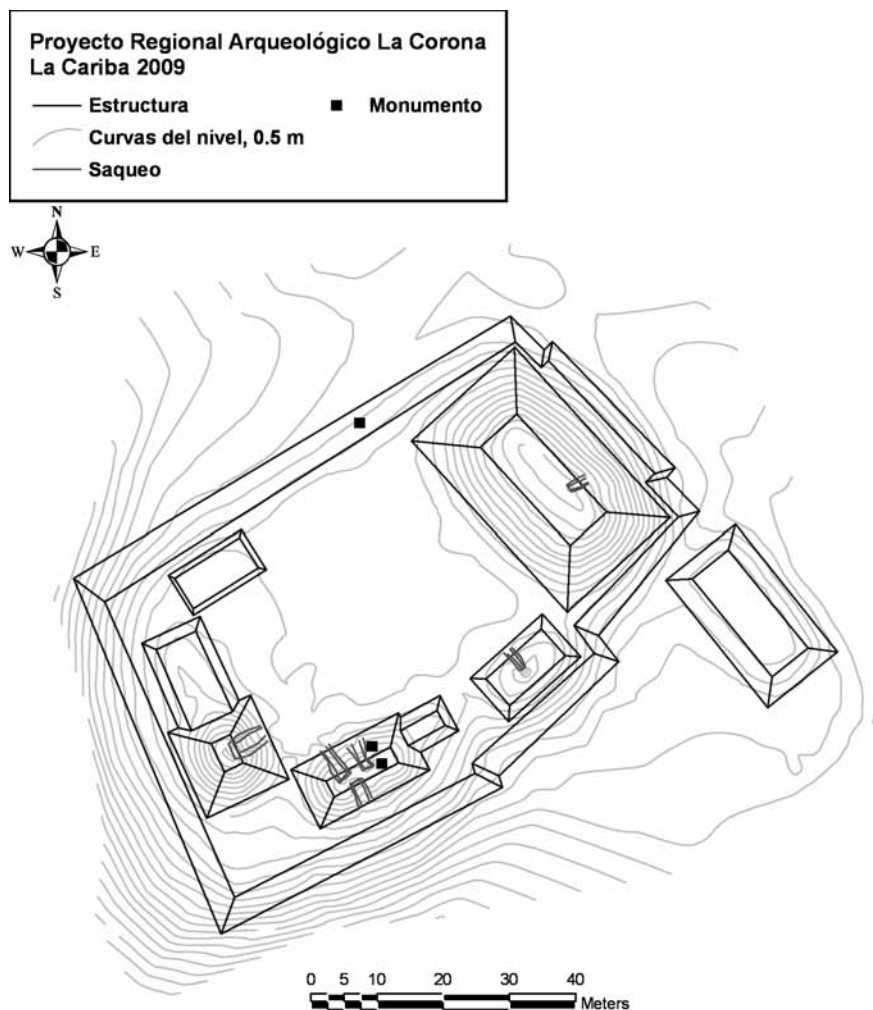 Proyecto Regional Arqueológico La Corona
La Cariba 2009
Estructura
Monumento
Curvas del nivel, 0.5 m
Saqueo
N
W E
S
0 5 10 20 30 40
Meters